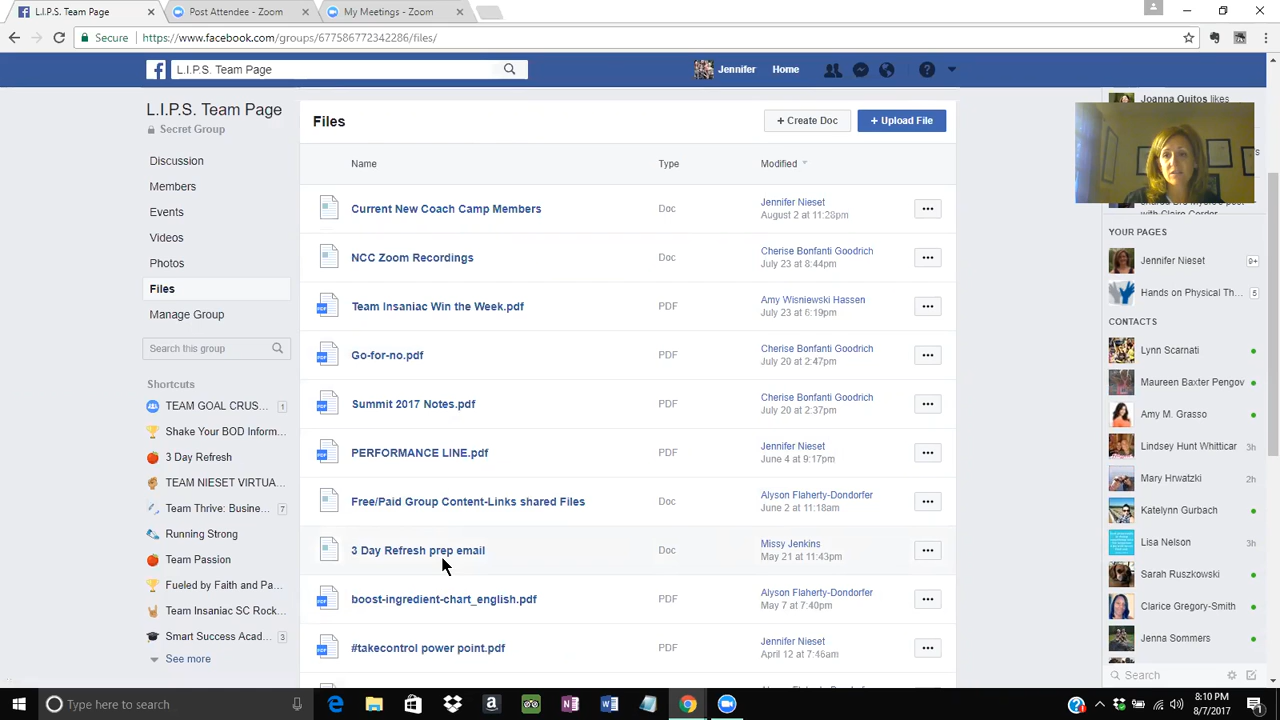 L.I.P.S. Team Page
Post Attendee - Zoom
My Meetings - Zoom
Secure
https://www.facebook.com/groups/677586772342286/files/
L.I.P.S. Team Page
Jennifer
Home
L.I.P.S. Team Page
Secret Group
Discussion
Members
Events
Videos
Photos
Files
Manage Group
Search this group
Shortcuts
TEAM GOAL CRUS... 1
Shake Your BOD Inform...
3 Day Refresh
TEAM NIESET VIRTUA...
Team Thrive: Busine... 7
Running Strong
Team Passion
Fueled by Faith and Pa...
Team Insaniac SC Rock...
Smart Success Acad... 3
See more
Files
+ Create Doc
+ Upload File
Name Type Modified
Current New Coach Camp Members Doc Jennifer Nieset
August 2 at 11:28pm
NCC Zoom Recordings Doc Cherise Bonfanti Goodrich
July 23 at 8:44pm
Team Insaniac Win the Week.pdf PDF Amy Wisniewski Hassen
July 23 at 6:19pm
Go-for-no.pdf PDF Cherise Bonfanti Goodrich
July 20 at 2:47pm
Summit 2017 Notes.pdf PDF Cherise Bonfanti Goodrich
July 20 at 2:37pm
PERFORMANCE LINE.pdf PDF Jennifer Nieset
June 4 at 9:17pm
Free/Paid Group Content-Links shared Files Doc Alyson Flaherty-Dondorfer
June 2 at 11:18am
3 Day Refresh prep email Doc Missy Jenkins
May 21 at 11:43pm
boost-ingredient-chart_english.pdf PDF Alyson Flaherty-Dondorfer
May 7 at 7:40pm
#takecontrol power point.pdf PDF Jennifer Nieset
April 12 at 7:46am
Joanna Quitos likes
with Claire Corder
YOUR PAGES
Jennifer Nieset 9+
Hands on Physical Th... 5
CONTACTS
Lynn Scarnati
Maureen Baxter Pengov
Amy M. Grasso
Lindsey Hunt Whitticar 3h
Mary Hrwatzki 2h
Katelynn Gurbach
Lisa Nelson 3h
Sarah Ruszkowski
Clarice Gregory-Smith
Jenna Sommers
Search
Type here to search
8:10 PM
8/7/2017